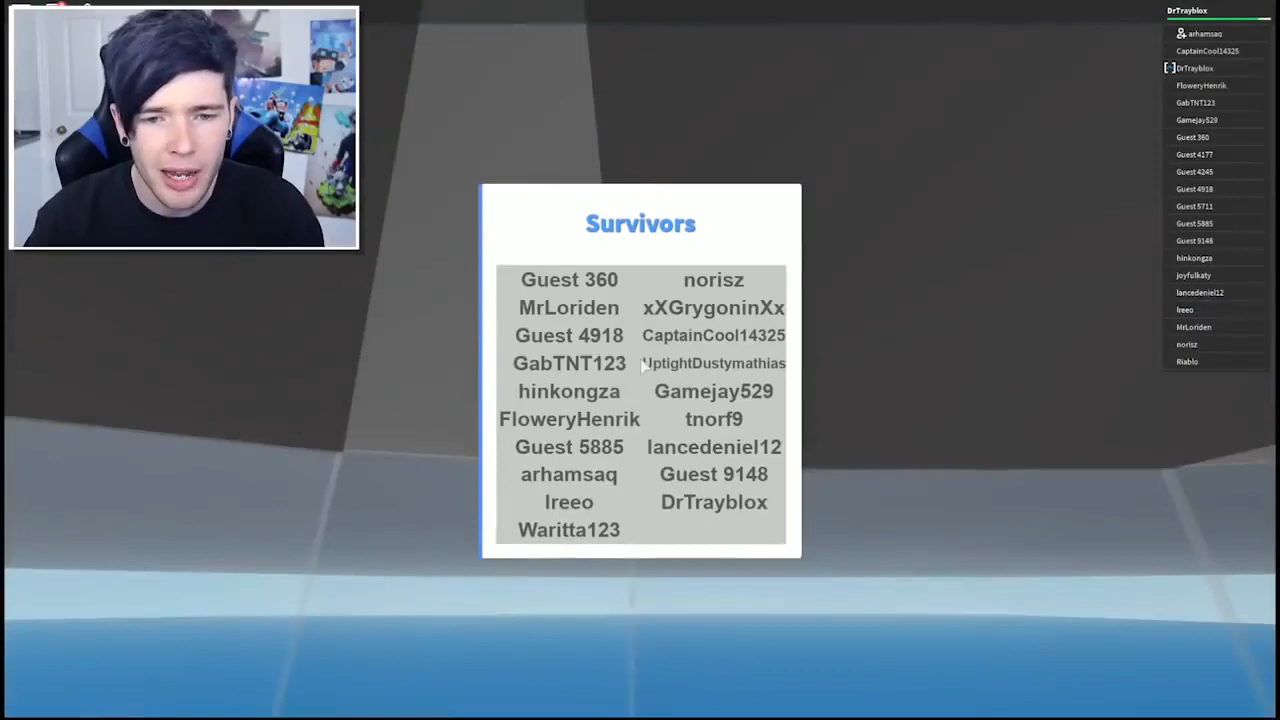 DrTrayblox
arhamsaq
CaptainCool14325
DrTrayblox
FloweryHenrik
GabTNT123
Gamejay529
Guest 360
Guest 4177
Guest 4245
Guest 4918
Guest 5711
Guest 5885
Guest 9148
hinkongza
joyfulkaty
lancedeniel12
lreeo
MrLoriden
norisz
Riablo
Survivors
Guest 360 norisz
MrLoriden xXGrygoninXx
Guest 4918 CaptainCool14325
GabTNT123 UptightDustymathias
hinkongza Gamejay529
FloweryHenrik tnorf9
Guest 5885 lancedeniel12
arhamsaq Guest 9148
lreeo DrTrayblox
Waritta123